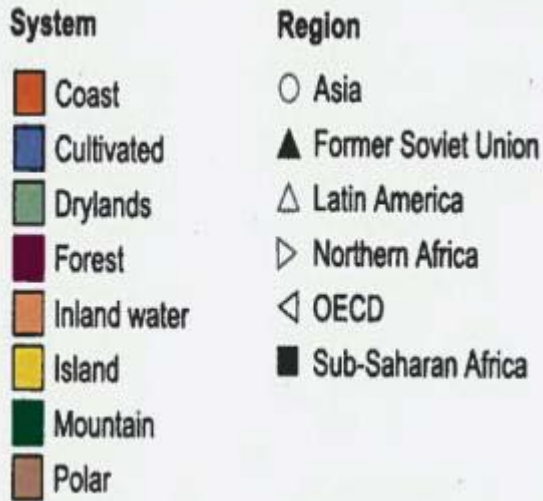 System
Coast
Cultivated
Drylands
Forest
Inland water
Island
Mountain
Polar
Region
Asia
Former Soviet Union
Latin America
Northern Africa
OECD
Sub-Saharan Africa